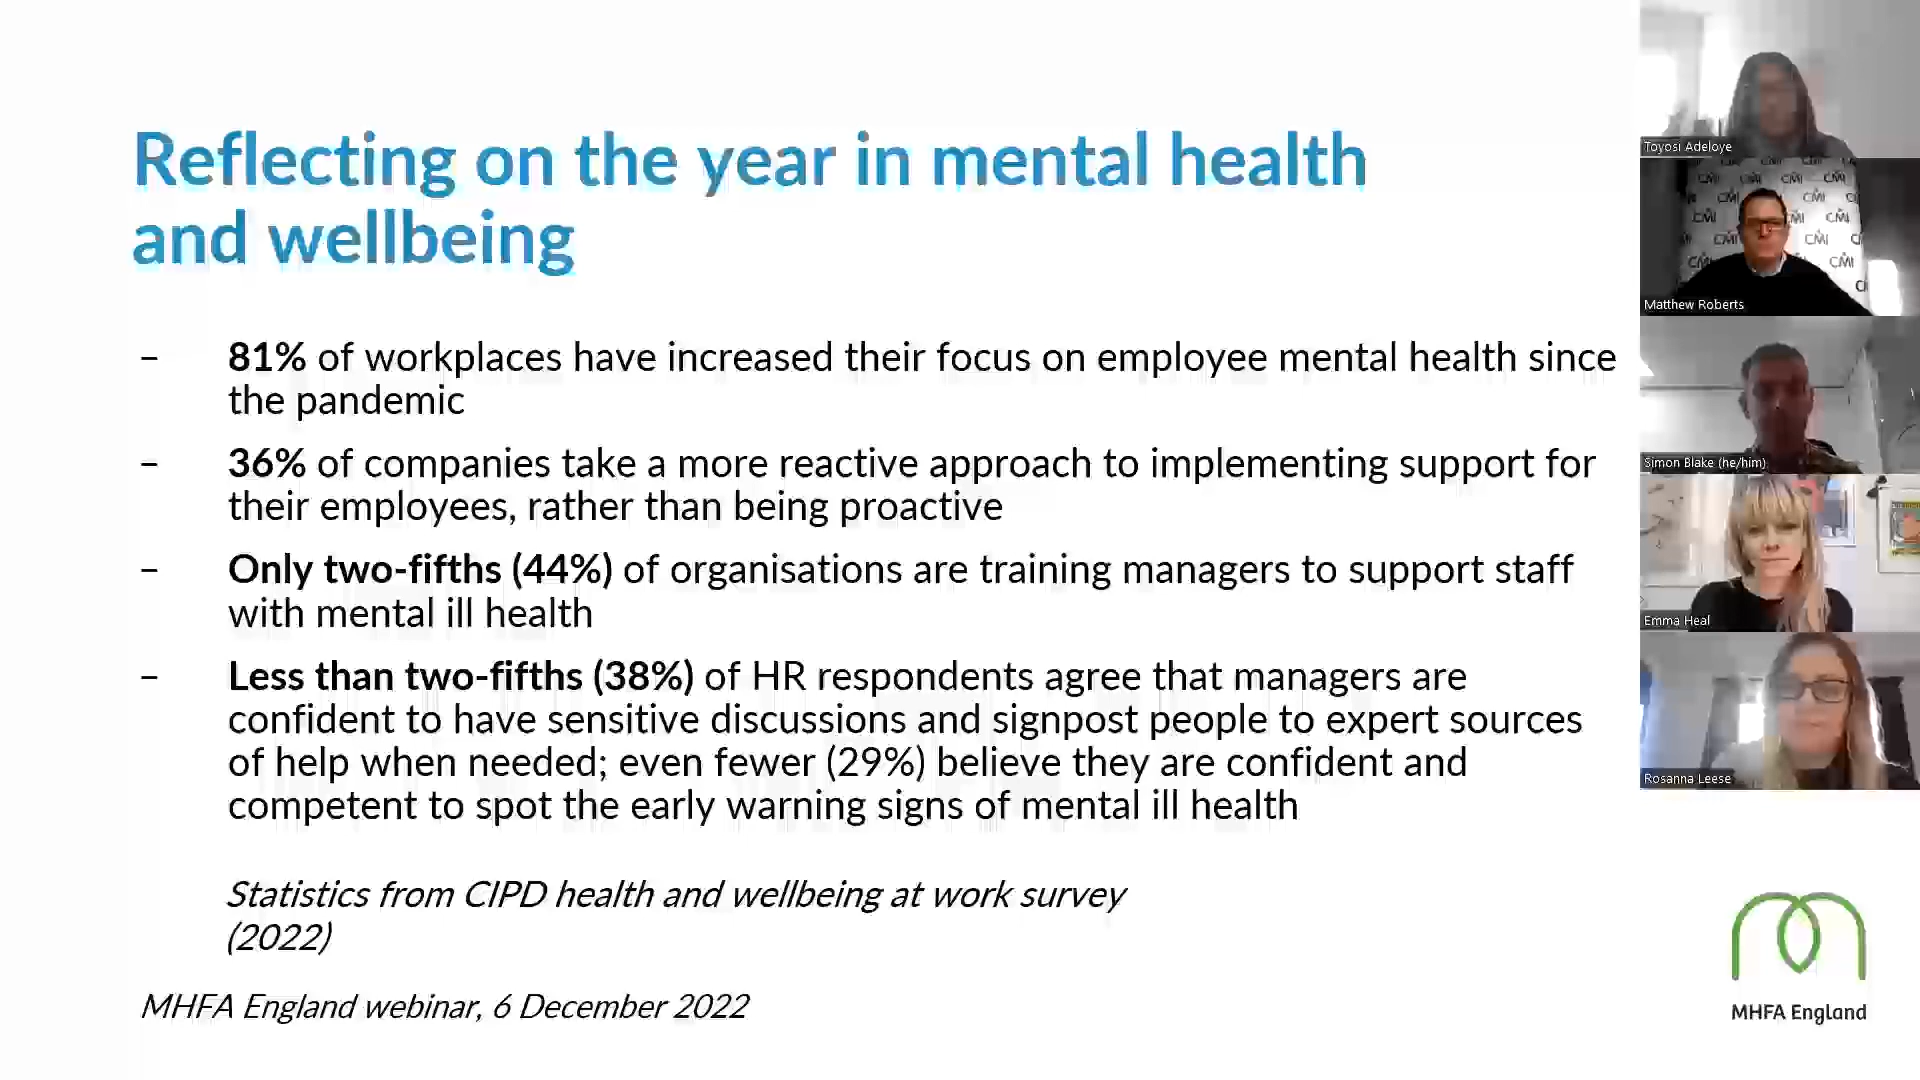 Reflecting on the year in mental health
and wellbeing
– 81% of workplaces have increased their focus on employee mental health since
the pandemic
– 36% of companies take a more reactive approach to implementing support for
their employees, rather than being proactive
– Only two-fifths (44%) of organisations are training managers to support staff
with mental ill health
– Less than two-fifths (38%) of HR respondents agree that managers are
confident to have sensitive discussions and signpost people to expert sources
of help when needed; even fewer (29%) believe they are confident and
competent to spot the early warning signs of mental ill health
Statistics from CIPD health and wellbeing at work survey
(2022)
MHFA England webinar, 6 December 2022
Toyosi Adeloye
CMI
Matthew Roberts
Simon Blake (he/him)
Emma Heal
Rosanna Leese
MHFA England